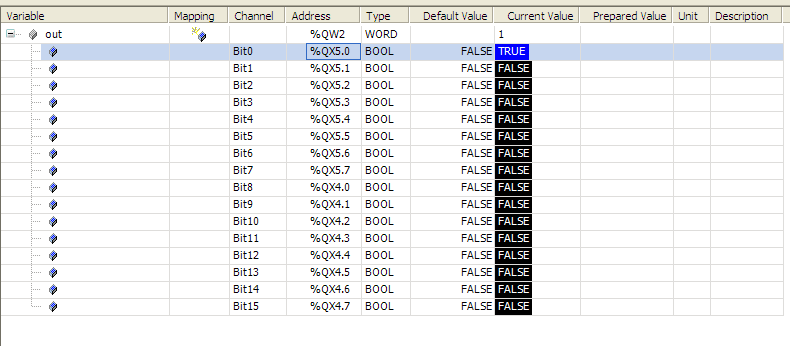 Variable Mapping Channel Address Type Default Value Current Value Prepared Value Unit Description
out %QW2 WORD 1
Bit0 %QX5.0 BOOL FALSE TRUE
Bit1 %QX5.1 BOOL FALSE FALSE
Bit2 %QX5.2 BOOL FALSE FALSE
Bit3 %QX5.3 BOOL FALSE FALSE
Bit4 %QX5.4 BOOL FALSE FALSE
Bit5 %QX5.5 BOOL FALSE FALSE
Bit6 %QX5.6 BOOL FALSE FALSE
Bit7 %QX5.7 BOOL FALSE FALSE
Bit8 %QX4.0 BOOL FALSE FALSE
Bit9 %QX4.1 BOOL FALSE FALSE
Bit10 %QX4.2 BOOL FALSE FALSE
Bit11 %QX4.3 BOOL FALSE FALSE
Bit12 %QX4.4 BOOL FALSE FALSE
Bit13 %QX4.5 BOOL FALSE FALSE
Bit14 %QX4.6 BOOL FALSE FALSE
Bit15 %QX4.7 BOOL FALSE FALSE